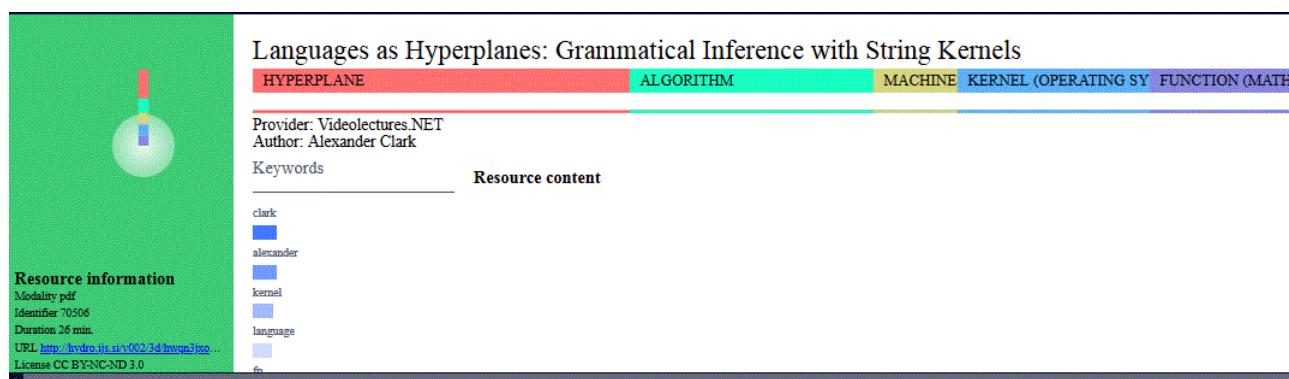 Languages as Hyperplanes: Grammatical Inference with String Kernels
HYPERPLANE ALGORITHM MACHINE KERNEL (OPERATING SY FUNCTION (MATH
Provider: Videolectures.NET
Author: Alexander Clark
Keywords
Resource content
clark
alexander
kernel
language
fp
Resource information
Modality pdf
Identifier 70506
Duration 26 min.
URL http://hydro.ijs.si/v002/3d/hwqn3jxo…
License CC BY-NC-ND 3.0